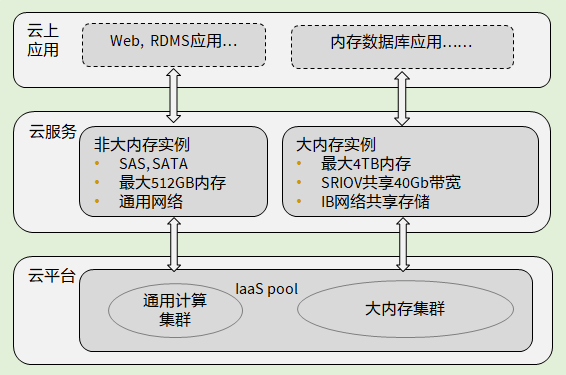 云上
应用
Web, RDMS应用…
内存数据库应用……
云服务
非大内存实例
• SAS, SATA
• 最大512GB内存
• 通用网络
大内存实例
• 最大4TB内存
• SRIOV共享40Gb带宽
• IB网络共享存储
云平台
IaaS pool
通用计算
集群
大内存集群